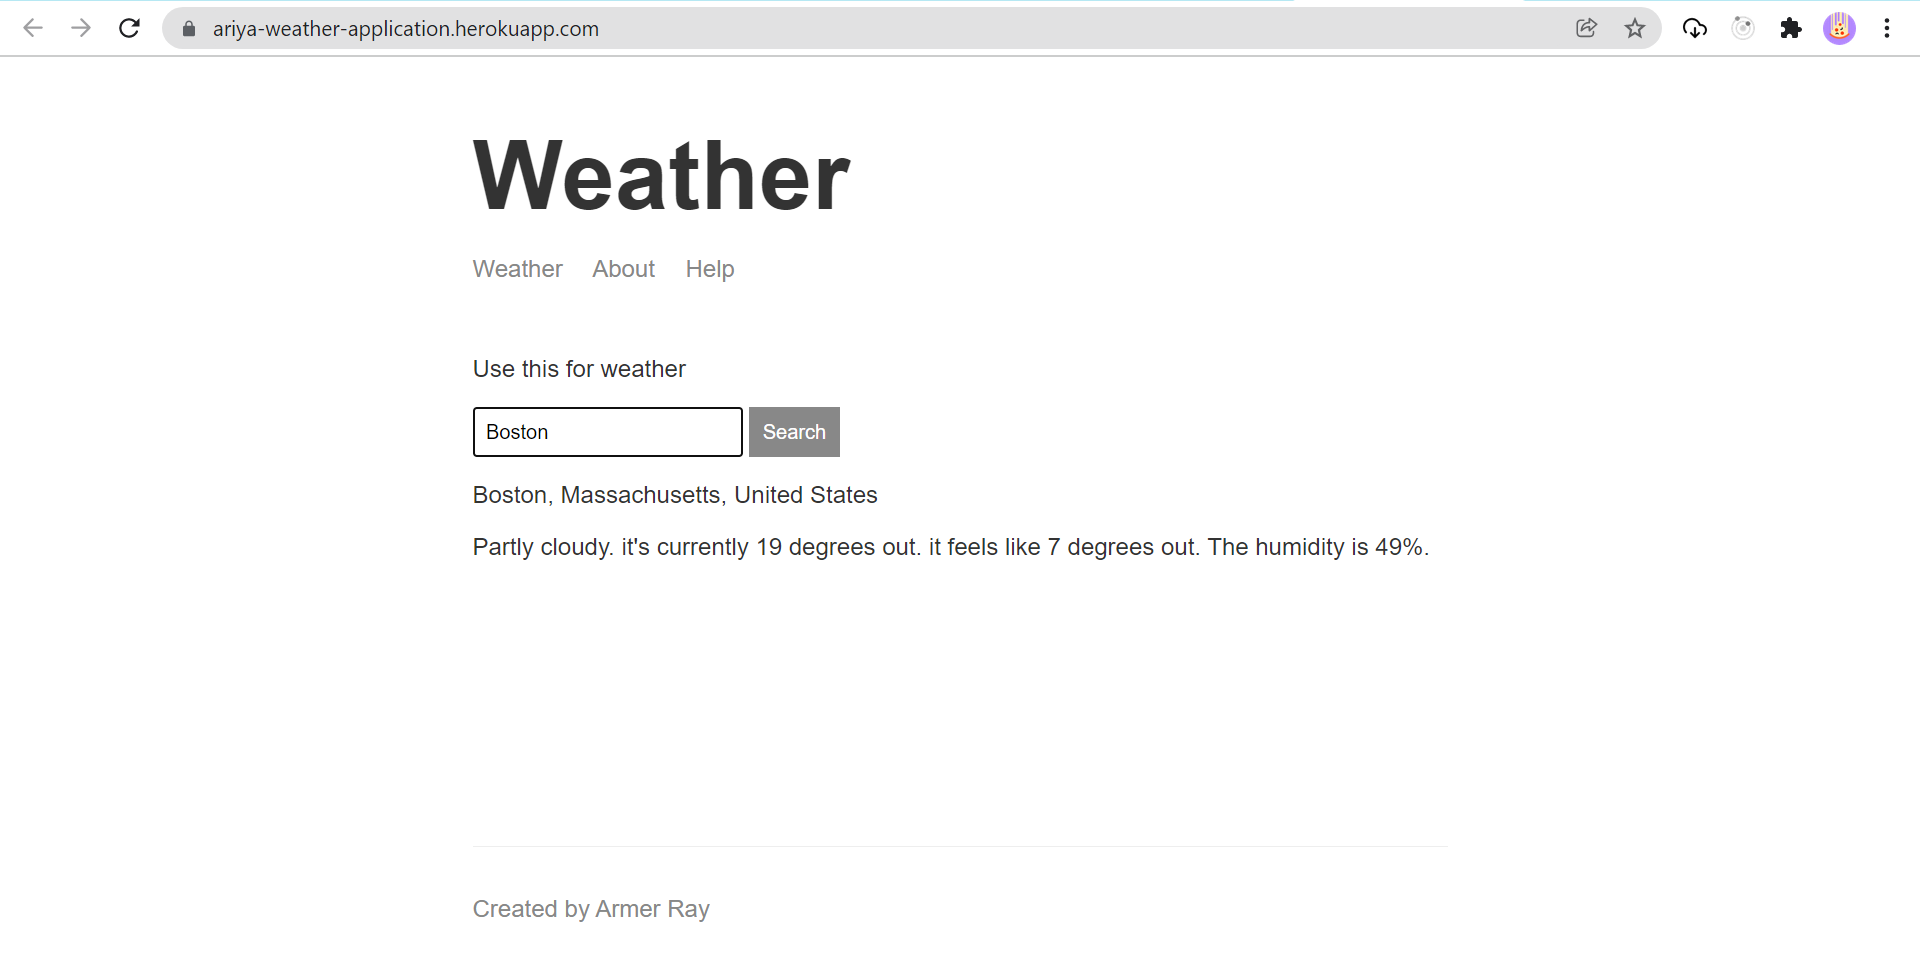 ariya-weather-application.herokuapp.com
Weather
Weather About Help
Use this for weather
Boston Search
Boston, Massachusetts, United States
Partly cloudy. it's currently 19 degrees out. it feels like 7 degrees out. The humidity is 49%.
Created by Armer Ray